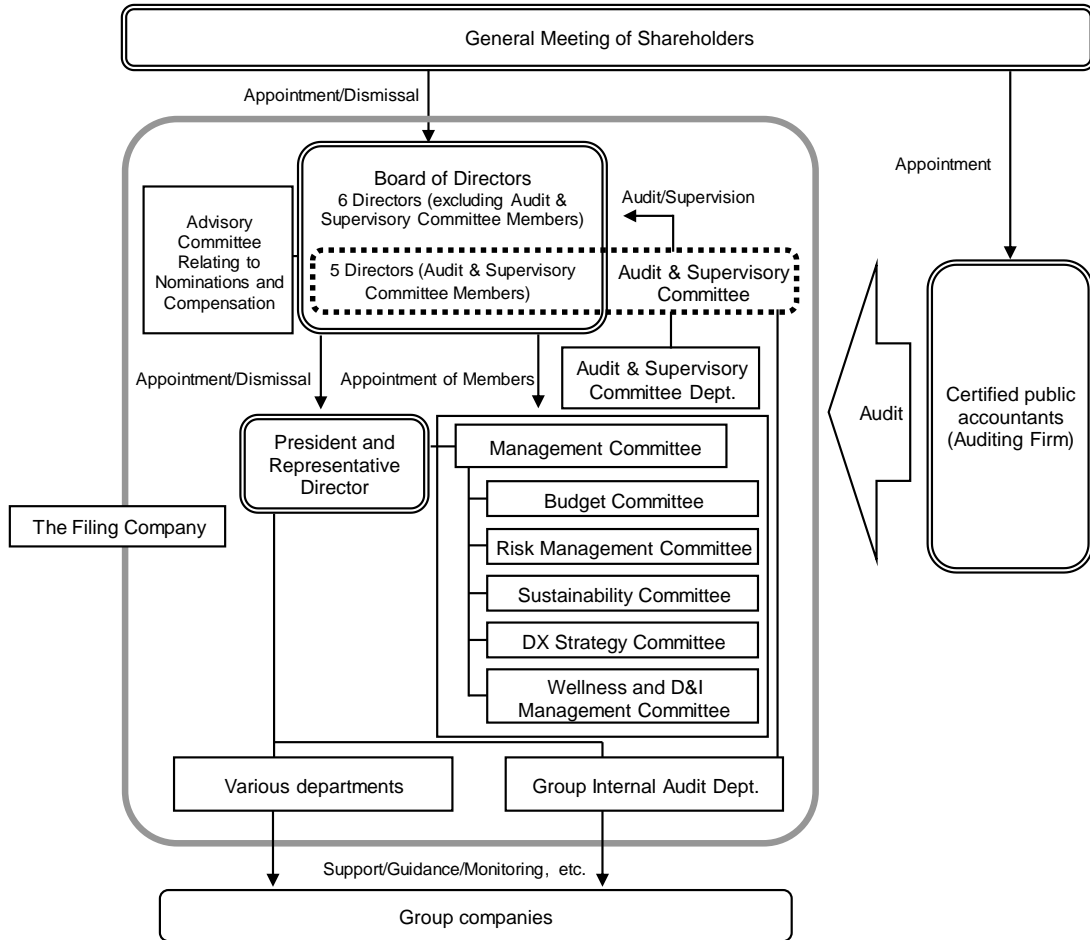 General Meeting of Shareholders
Appointment/Dismissal
Appointment
Board of Directors
6 Directors (excluding Audit &
Supervisory Committee Members)
Audit/Supervision
Advisory
Committee
Relating to
Nominations and
Compensation
5 Directors (Audit & Supervisory
Committee Members)
Audit & Supervisory
Committee
Appointment/Dismissal
Appointment of Members
Audit & Supervisory
Committee Dept.
Audit
Certified public
accountants
(Auditing Firm)
President and
Representative
Director
Management Committee
Budget Committee
The Filing Company
Risk Management Committee
Sustainability Committee
DX Strategy Committee
Wellness and D&I
Management Committee
Various departments
Group Internal Audit Dept.
Support/Guidance/Monitoring, etc.
Group companies